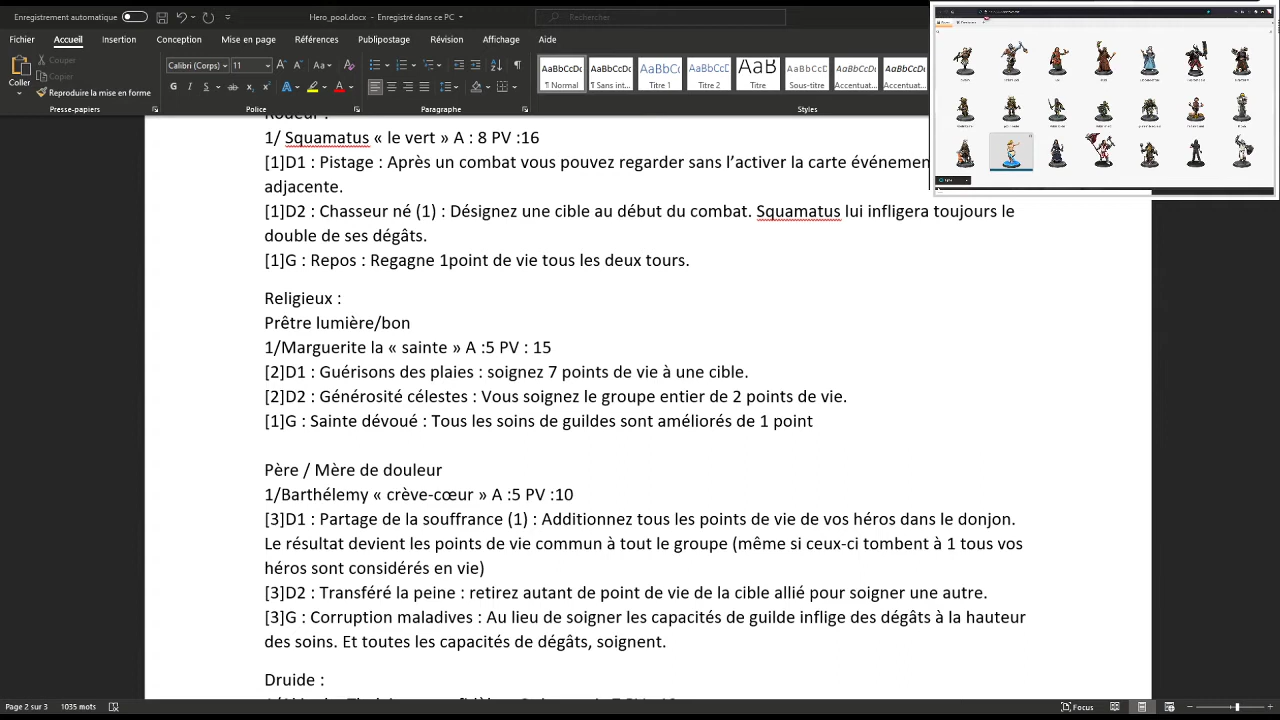 Enregistrement automatique
Hero_pool.docx - Enregistré dans ce PC
Rechercher
Fichier Accueil Insertion Conception Mise en page Références Publipostage Révision Affichage Aide
Coller
Couper
Copier
Reproduire la mise en forme
Calibri (Corps) 11
AaBbCcDc AaBbCcDc AaBbCc AaBbCcC AaB AaBbCcD AaBbCcDc AaBbCcDc
Normal Sans int... Titre 1 Titre Sous-titre Accentuat... Accentuat...
Presse-papiers Police Paragraphe Styles
Rôdeur :
1/ Squamatus « le vert » A : 8 PV :16
[1]D1 : Pistage : Après un combat vous pouvez regarder sans l’activer la carte événemen
adjacente.
[1]D2 : Chasseur né (1) : Désignez une cible au début du combat. Squamatus lui infligera toujours le
double de ses dégâts.
[1]G : Repos : Regagne 1point de vie tous les deux tours.
Religieux :
Prêtre lumière/bon
1/Marguerite la « sainte » A :5 PV : 15
[2]D1 : Guérisons des plaies : soignez 7 points de vie à une cible.
[2]D2 : Générosité célestes : Vous soignez le groupe entier de 2 points de vie.
[1]G : Sainte dévoué : Tous les soins de guildes sont améliorés de 1 point
Père / Mère de douleur
1/Barthélemy « crève-cœur » A :5 PV :10
[3]D1 : Partage de la souffrance (1) : Additionnez tous les points de vie de vos héros dans le donjon.
Le résultat devient les points de vie commun à tout le groupe (même si ceux-ci tombent à 1 tous vos
héros sont considérés en vie)
[3]D2 : Transféré la peine : retirez autant de point de vie de la cible allié pour soigner une autre.
[3]G : Corruption maladives : Au lieu de soigner les capacités de guilde inflige des dégâts à la hauteur
des soins. Et toutes les capacités de dégâts, soignent.
Druide :
Page 2 sur 3 1035 mots
Focus